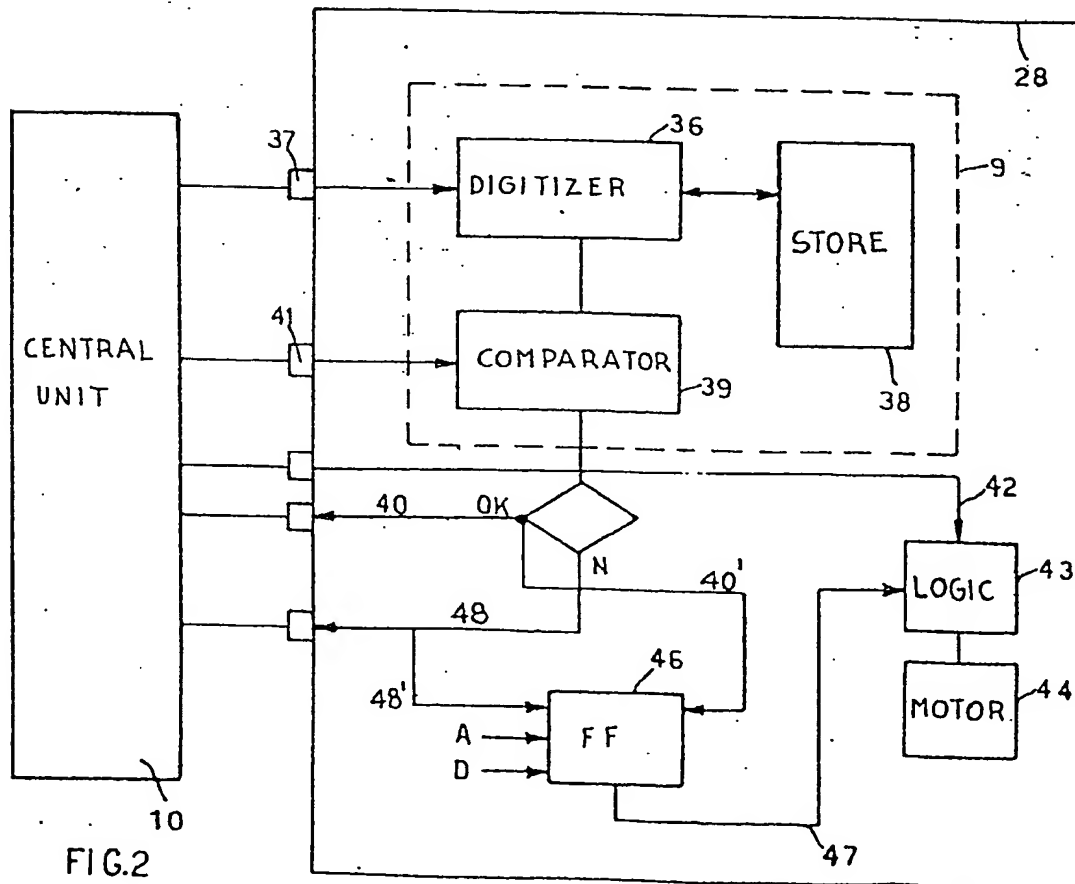 28
36
37
9
DIGITIZER
STORE
41
CENTRAL
UNIT
COMPARATOR
39
38
42
40
OK
N
40'
LOGIC
43
48
46
48'
MOTOR
44
A
FF
D
10
47
FIG.2